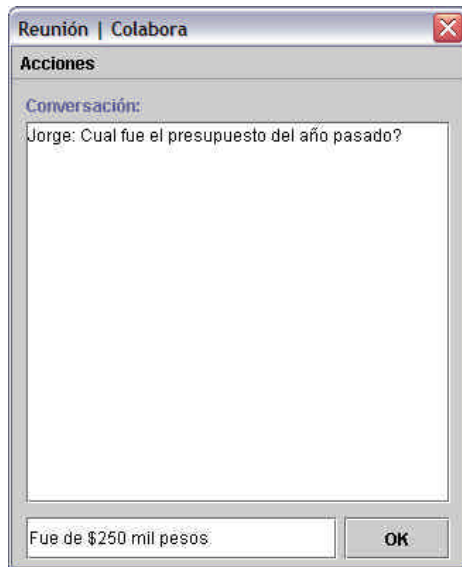 Reunión | Colabora
Acciones
Conversación:
Jorge: Cual fue el presupuesto del año pasado?
Fue de $250 mil pesos
OK